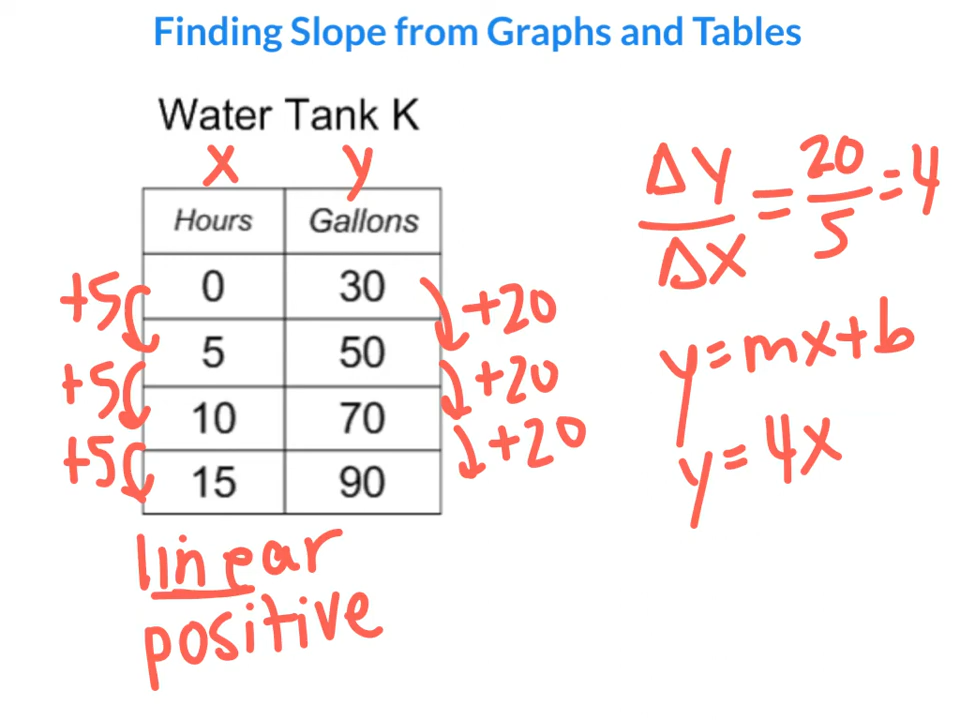 Finding Slope from Graphs and Tables
Water Tank K
x y
Hours Gallons
0 30
5 50
10 70
15 90
+5 +20
+5 +20
+5 +20
linear
positive
ΔY/ΔX = 20/5 = 4
y = mx + b
y = 4x